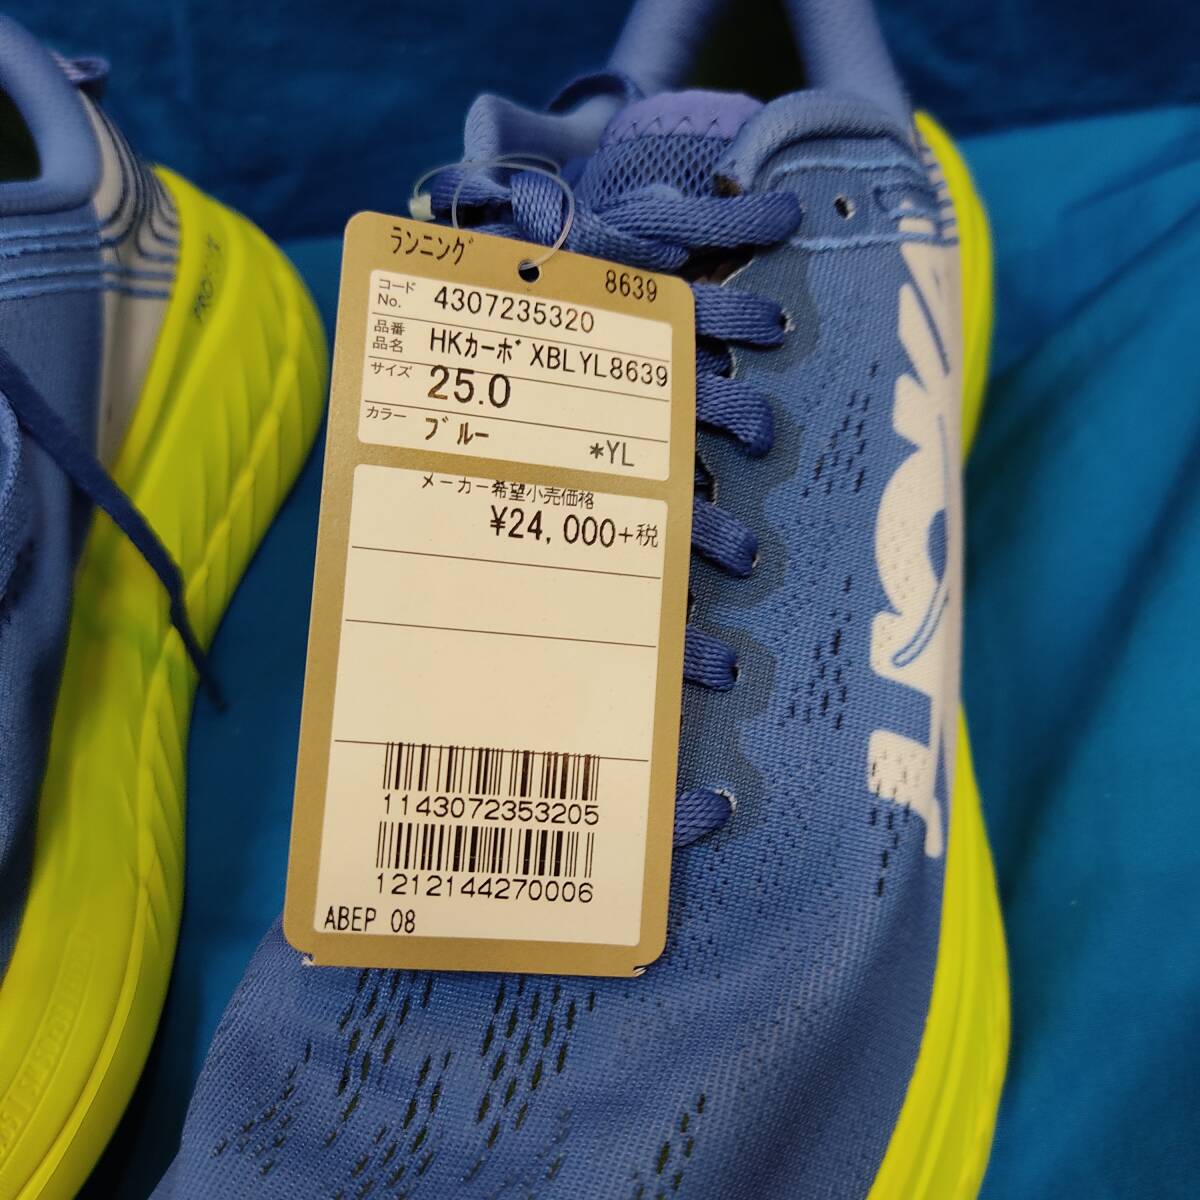 ランニング 8639
コード No. 4307235320
品番 品名 HKカーボ XBLYL8639
サイズ 25.0
カラー ブルー *YL
メーカー希望小売価格
¥24,000+税
1143072353205
1212144270006
ABEP 08